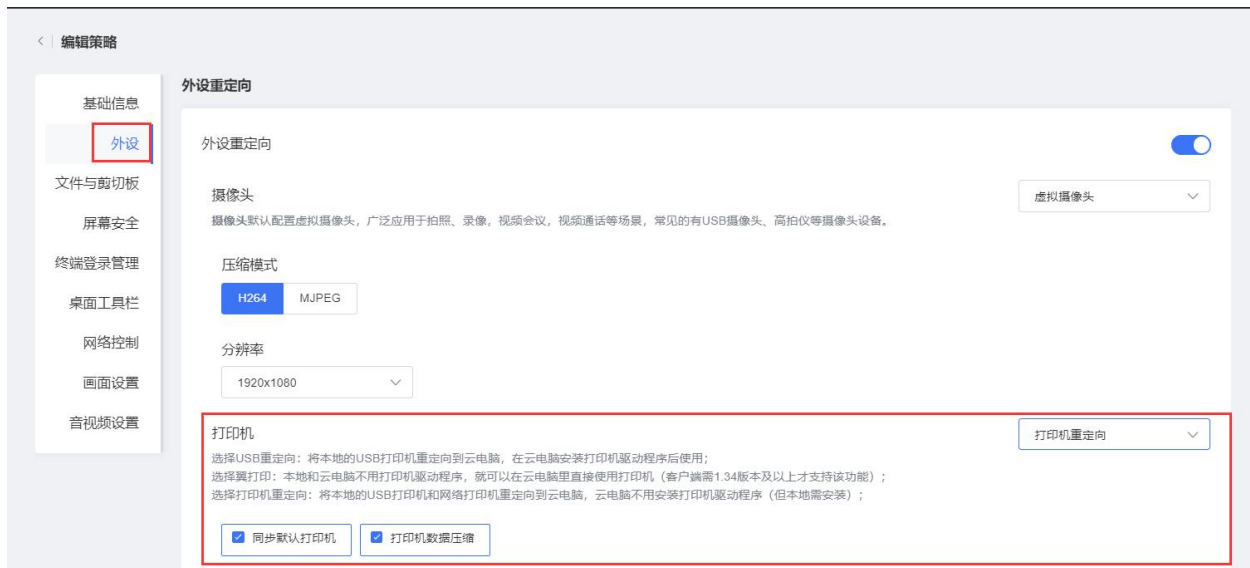 编辑策略
基础信息
外设
文件与剪切板
屏幕安全
终端登录管理
桌面工具栏
网络控制
画面设置
音视频设置
外设重定向
外设重定向
摄像头
虚拟摄像头
摄像头默认配置虚拟摄像头，广泛应用于拍照、录像，视频会议，视频通话等场景，常见的有USB摄像头、高拍仪等摄像头设备。
压缩模式
H264 MJPEG
分辨率
1920x1080
打印机
打印机重定向
选择USB重定向：将本地的USB打印机重定向到云电脑，在云电脑安装打印机驱动程序后使用；
选择翼打印：本地和云电脑不用打印机驱动程序，就可以在云电脑里直接使用打印机（客户端需1.34版本及以上才支持该功能）；
选择打印机重定向：将本地的USB打印机和网络打印机重定向到云电脑，云电脑不用安装打印机驱动程序（但本地需安装）；
同步默认打印机 打印机数据压缩